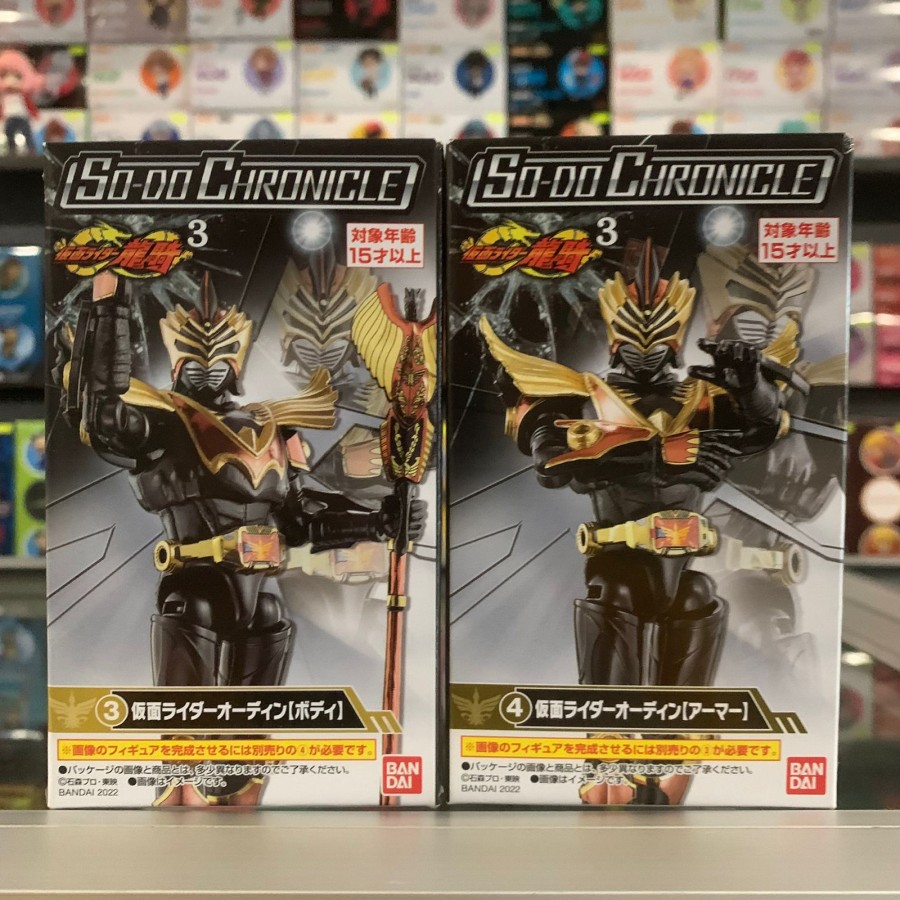 SO-DO CHRONICLE
仮面ライダー龍騎 3
対象年齢
15才以上
③ 仮面ライダーオーディン【ボディ】
※画像のフィギュアを完成させるには別売りの④が必要です。
●パッケージの画像と商品とは、多少異なりますのでご了承ください。
©石森プロ・東映 ●画像はイメージです。
BANDAI 2022
BAN
DAI
SO-DO CHRONICLE
仮面ライダー龍騎 3
対象年齢
15才以上
④ 仮面ライダーオーディン【アーマー】
※画像のフィギュアを完成させるには別売りの③が必要です。
●パッケージの画像と商品とは、多少異なりますのでご了承ください。
©石森プロ・東映 ●画像はイメージです。
BANDAI 2022
BAN
DAI